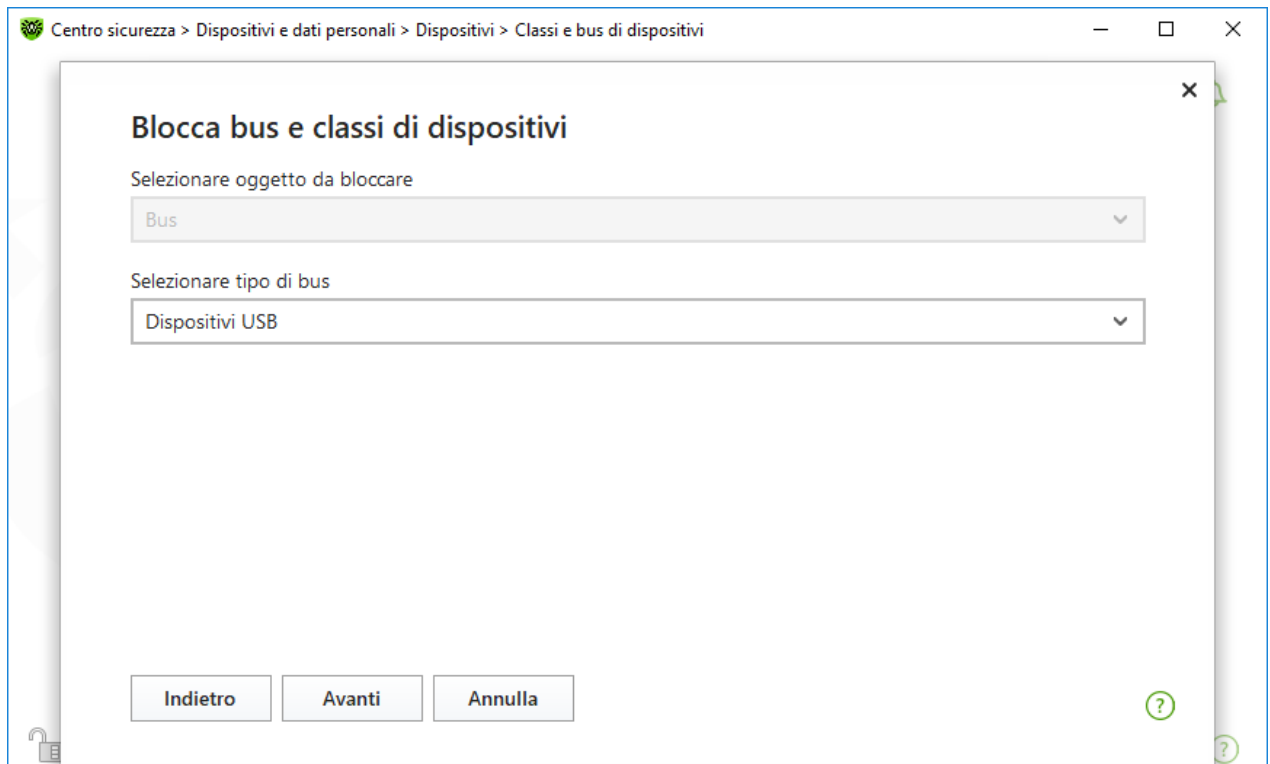 Centro sicurezza > Dispositivi e dati personali > Dispositivi > Classi e bus di dispositivi
Blocca bus e classi di dispositivi
Selezionare oggetto da bloccare
Bus
Selezionare tipo di bus
Dispositivi USB
Indietro Avanti Annulla
?
?